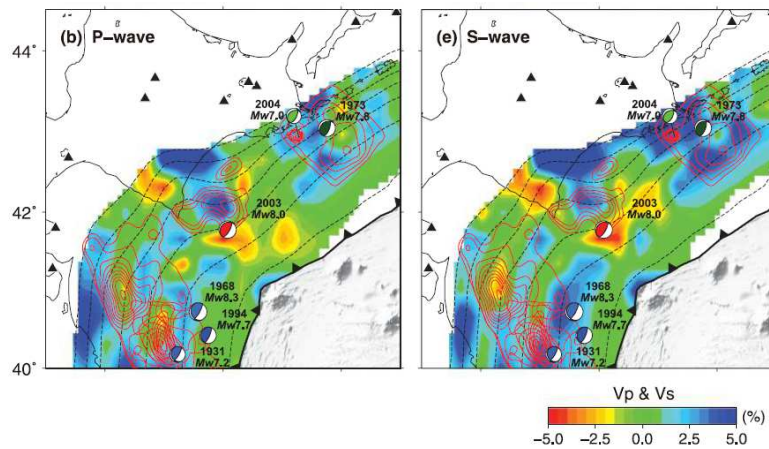 44°
42°
40°
(b) P-wave
2004
Mw7.0
1973
Mw7.8
2003
Mw8.0
1968
Mw8.3
1994
Mw7.7
1931
Mw7.2
(e) S-wave
2004
Mw7.0
1973
Mw7.8
2003
Mw8.0
1968
Mw8.3
1994
Mw7.7
1931
Mw7.2
Vp & Vs
(%)
−5.0 −2.5 0.0 2.5 5.0